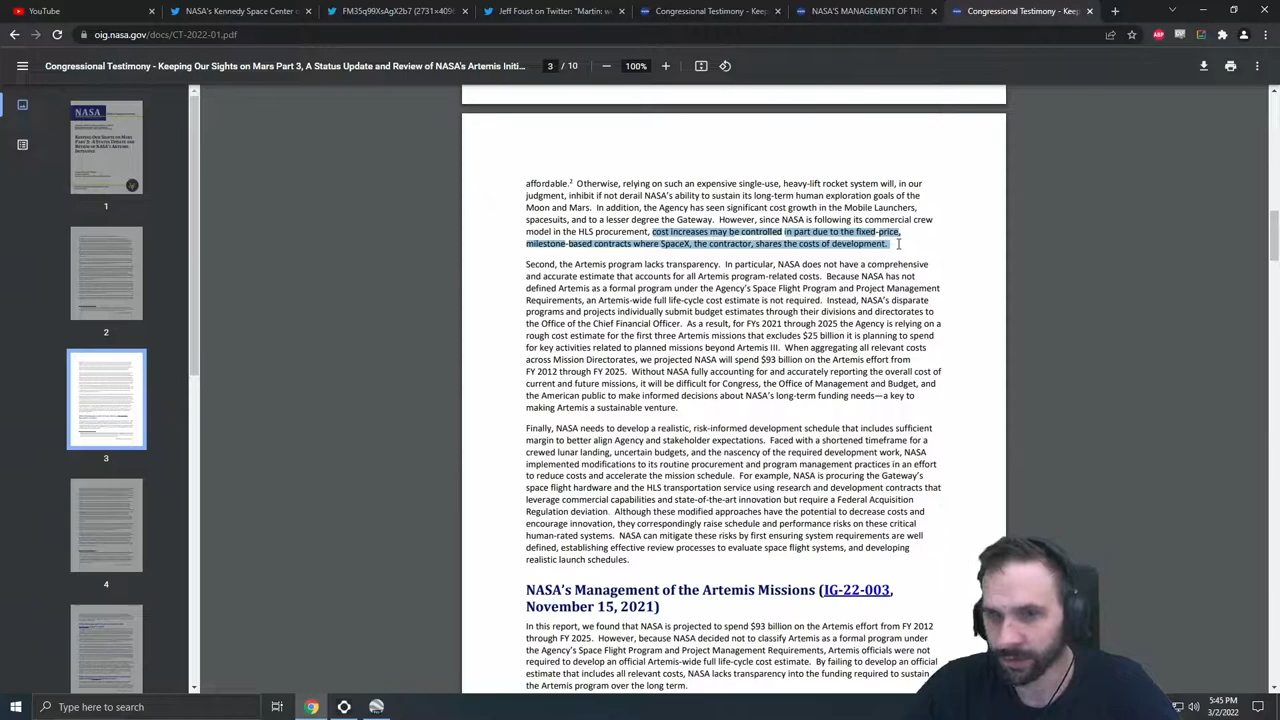 YouTube
NASA's Kennedy Space Center o
FM35q99XsAgX2b7 (2731×409
Jeff Foust on Twitter: "Martin: w
Congressional Testimony - Keepi
NASA'S MANAGEMENT OF THE AR
Congressional Testimony - Keepi
oig.nasa.gov/docs/CT-2022-01.pdf
Congressional Testimony - Keeping Our Sights on Mars Part 3, A Status Update and Review of NASA's Artemis Initi...
3 / 10
100%
NASA
KEEPING OUR SIGHTS ON MARS
PART 3: A STATUS UPDATE AND
REVIEW OF NASA'S ARTEMIS
INITIATIVE
1
2
3
4
affordable.2 Otherwise, relying on such an expensive single-use, heavy-lift rocket system will, in our
judgment, inhibit if not derail NASA's ability to sustain its long-term human exploration goals of the
Moon and Mars. In addition, the Agency has seen significant cost growth in the Mobile Launchers,
spacesuits, and to a lesser degree the Gateway. However, since NASA is following its commercial crew
model in the HLS procurement, cost increases may be controlled in part due to the fixed-price,
milestone-based contracts where SpaceX, the contractor, shares the costs of development.
Second, the Artemis program lacks transparency. In particular, NASA does not have a comprehensive
and accurate estimate that accounts for all Artemis program-related costs. Because NASA has not
defined Artemis as a formal program under the Agency's Space Flight Program and Project Management
Requirements, an Artemis-wide full life-cycle cost estimate is not required. Instead, NASA's disparate
programs and projects individually submit budget estimates through their divisions and directorates to
the Office of the Chief Financial Officer. As a result, for FYs 2021 through 2025 the Agency is relying on a
rough cost estimate for the first three Artemis missions that excludes $25 billion it is planning to spend
for key activities related to planned missions beyond Artemis III. When aggregating all relevant costs
across Mission Directorates, we projected NASA will spend $93 billion on the Artemis effort from
FY 2012 through FY 2025. Without NASA fully accounting for and accurately reporting the overall cost of
current and future missions, it will be difficult for Congress, the Office of Management and Budget, and
the American public to make informed decisions about NASA's long-term funding needs—a key to
making Artemis a sustainable venture.
Finally, NASA needs to develop a realistic, risk-informed development schedule that includes sufficient
margin to better align Agency and stakeholder expectations. Faced with a shortened timeframe for a
crewed lunar landing, uncertain budgets, and the nascency of the required development work, NASA
implemented modifications to its routine procurement and program management practices in an effort
to reduce costs and accelerate the mission schedule. For example, NASA is procuring the Gateway's
space flight hardware and the HLS transportation service using research and development contracts that
leverage commercial capabilities and state-of-the-art innovation but require a Federal Acquisition
Regulation deviation. Although these modified approaches have the potential to decrease costs and
encourage innovation, they correspondingly raise schedule and performance risks on these critical
human-rated systems. NASA can mitigate these risks by first ensuring system requirements are well
defined, establishing effective review processes to evaluate space flight systems, and developing
realistic launch schedules.
NASA's Management of the Artemis Missions (IG-22-003,
November 15, 2021)
In this report, we found that NASA is projected to spend $93 billion on the Artemis effort from FY 2012
through FY 2025. However, because NASA decided not to classify Artemis as a formal program under
the Agency's Space Flight Program and Project Management Requirements, Artemis officials were not
required to develop an official Artemis-wide full life-cycle cost estimate. By failing to develop an official
estimate that includes all relevant costs, NASA lacks transparency into the funding required to sustain
the Artemis program over the long term.
Type here to search
5:45 PM
3/2/2022